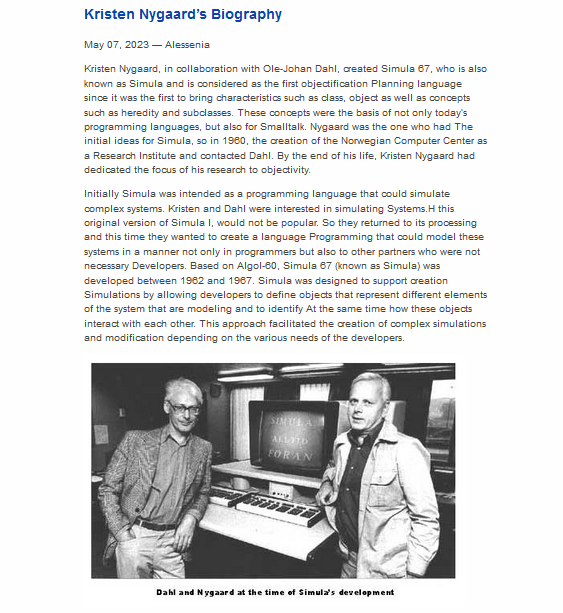 Kristen Nygaard's Biography
May 07, 2023 — Alessenia
Kristen Nygaard, in collaboration with Ole-Johan Dahl, created Simula 67, who is also
known as Simula and is considered as the first objectification Planning language
since it was the first to bring characteristics such as class, object as well as concepts
such as heredity and subclasses. These concepts were the basis of not only today's
programming languages, but also for Smalltalk. Nygaard was the one who had The
initial ideas for Simula, so in 1960, the creation of the Norwegian Computer Center as
a Research Institute and contacted Dahl. By the end of his life, Kristen Nygaard had
dedicated the focus of his research to objectivity.
Initially Simula was intended as a programming language that could simulate
complex systems. Kristen and Dahl were interested in simulating Systems.H this
original version of Simula I, would not be popular. So they returned to its processing
and this time they wanted to create a language Programming that could model these
systems in a manner not only in programmers but also to other partners who were not
necessary Developers. Based on Algol-60, Simula 67 (known as Simula) was
developed between 1962 and 1967. Simula was designed to support creation
Simulations by allowing developers to define objects that represent different elements
of the system that are modeling and to identify At the same time how these objects
interact with each other. This approach facilitated the creation of complex simulations
and modification depending on the various needs of the developers.
SIMULA
ALLTID
FORAN
Dahl and Nygaard at the time of Simula's development